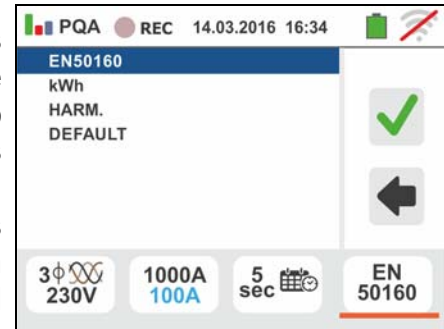 PQA REC 14.03.2016 16:34
EN50160
kWh
HARM.
DEFAULT
3ϕ 230V
1000A
100A
5 sec
EN
50160